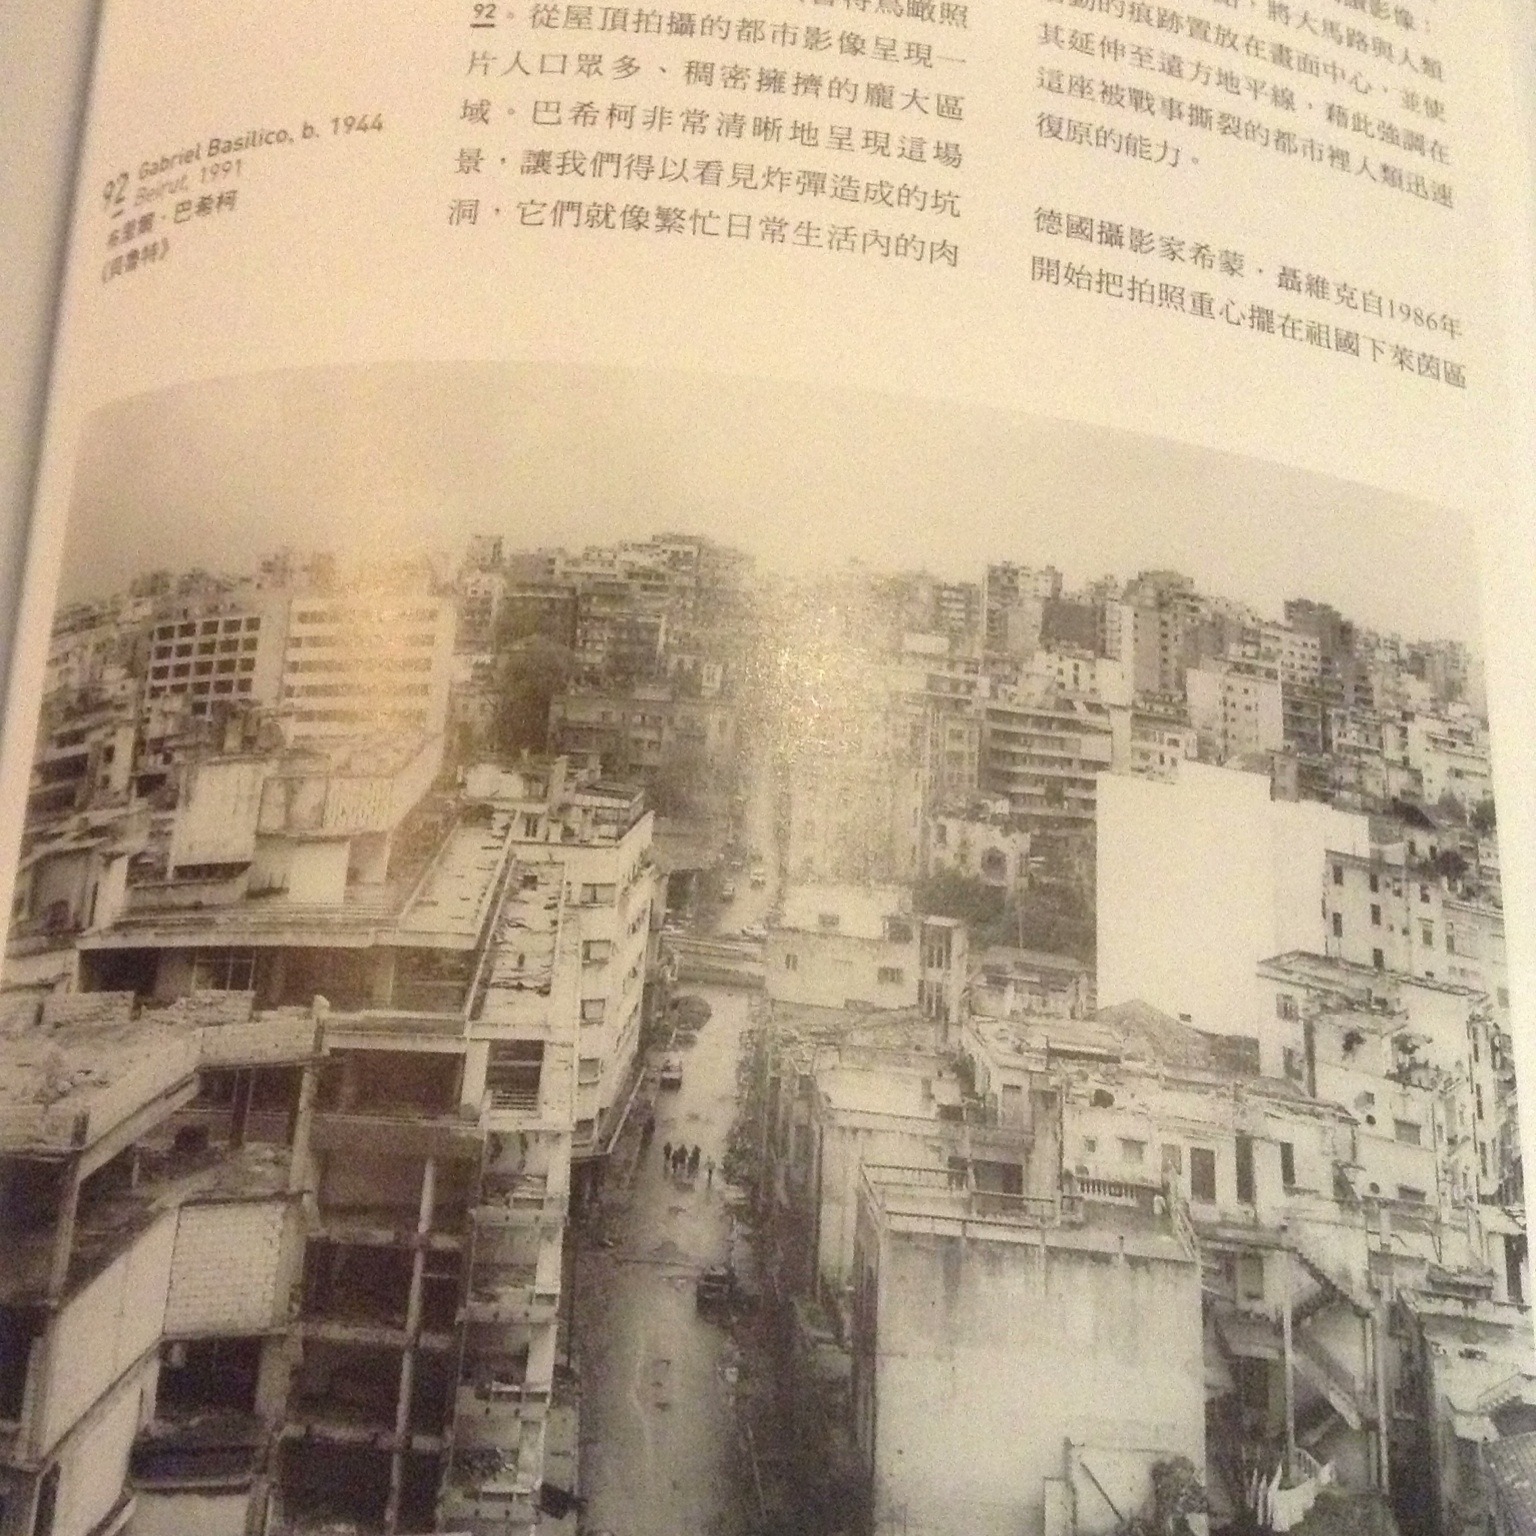 92 Gabriel Basilico, b. 1944
Beirut, 1991
布里爾·巴希柯
《貝魯特》
鳥瞰照
92。從屋頂拍攝的都市影像呈現一
片人口眾多、稠密擁擠的龐大區
域。巴希柯非常清晰地呈現這場
景，讓我們得以看見炸彈造成的坑
洞，它們就像繁忙日常生活內的肉
影像；
，將大馬路與人類
的痕跡置放在畫面中心，並使
其延伸至遠方地平線，藉此強調在
這座被戰事撕裂的都市裡人類迅速
復原的能力。
德國攝影家希蒙·聶維克自1986年
開始把拍照重心擺在祖國下萊茵區